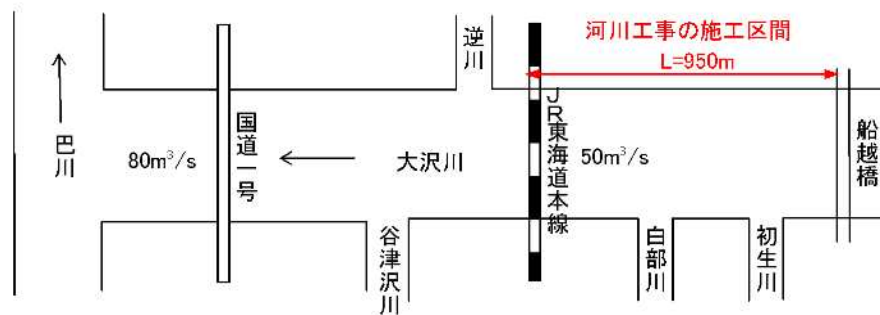 河川工事の施工区間
L=950m
逆川
JR東海道本線
国道一号
巴川
80m³/s
大沢川
50m³/s
船越橋
谷津沢川
白部川
初生川